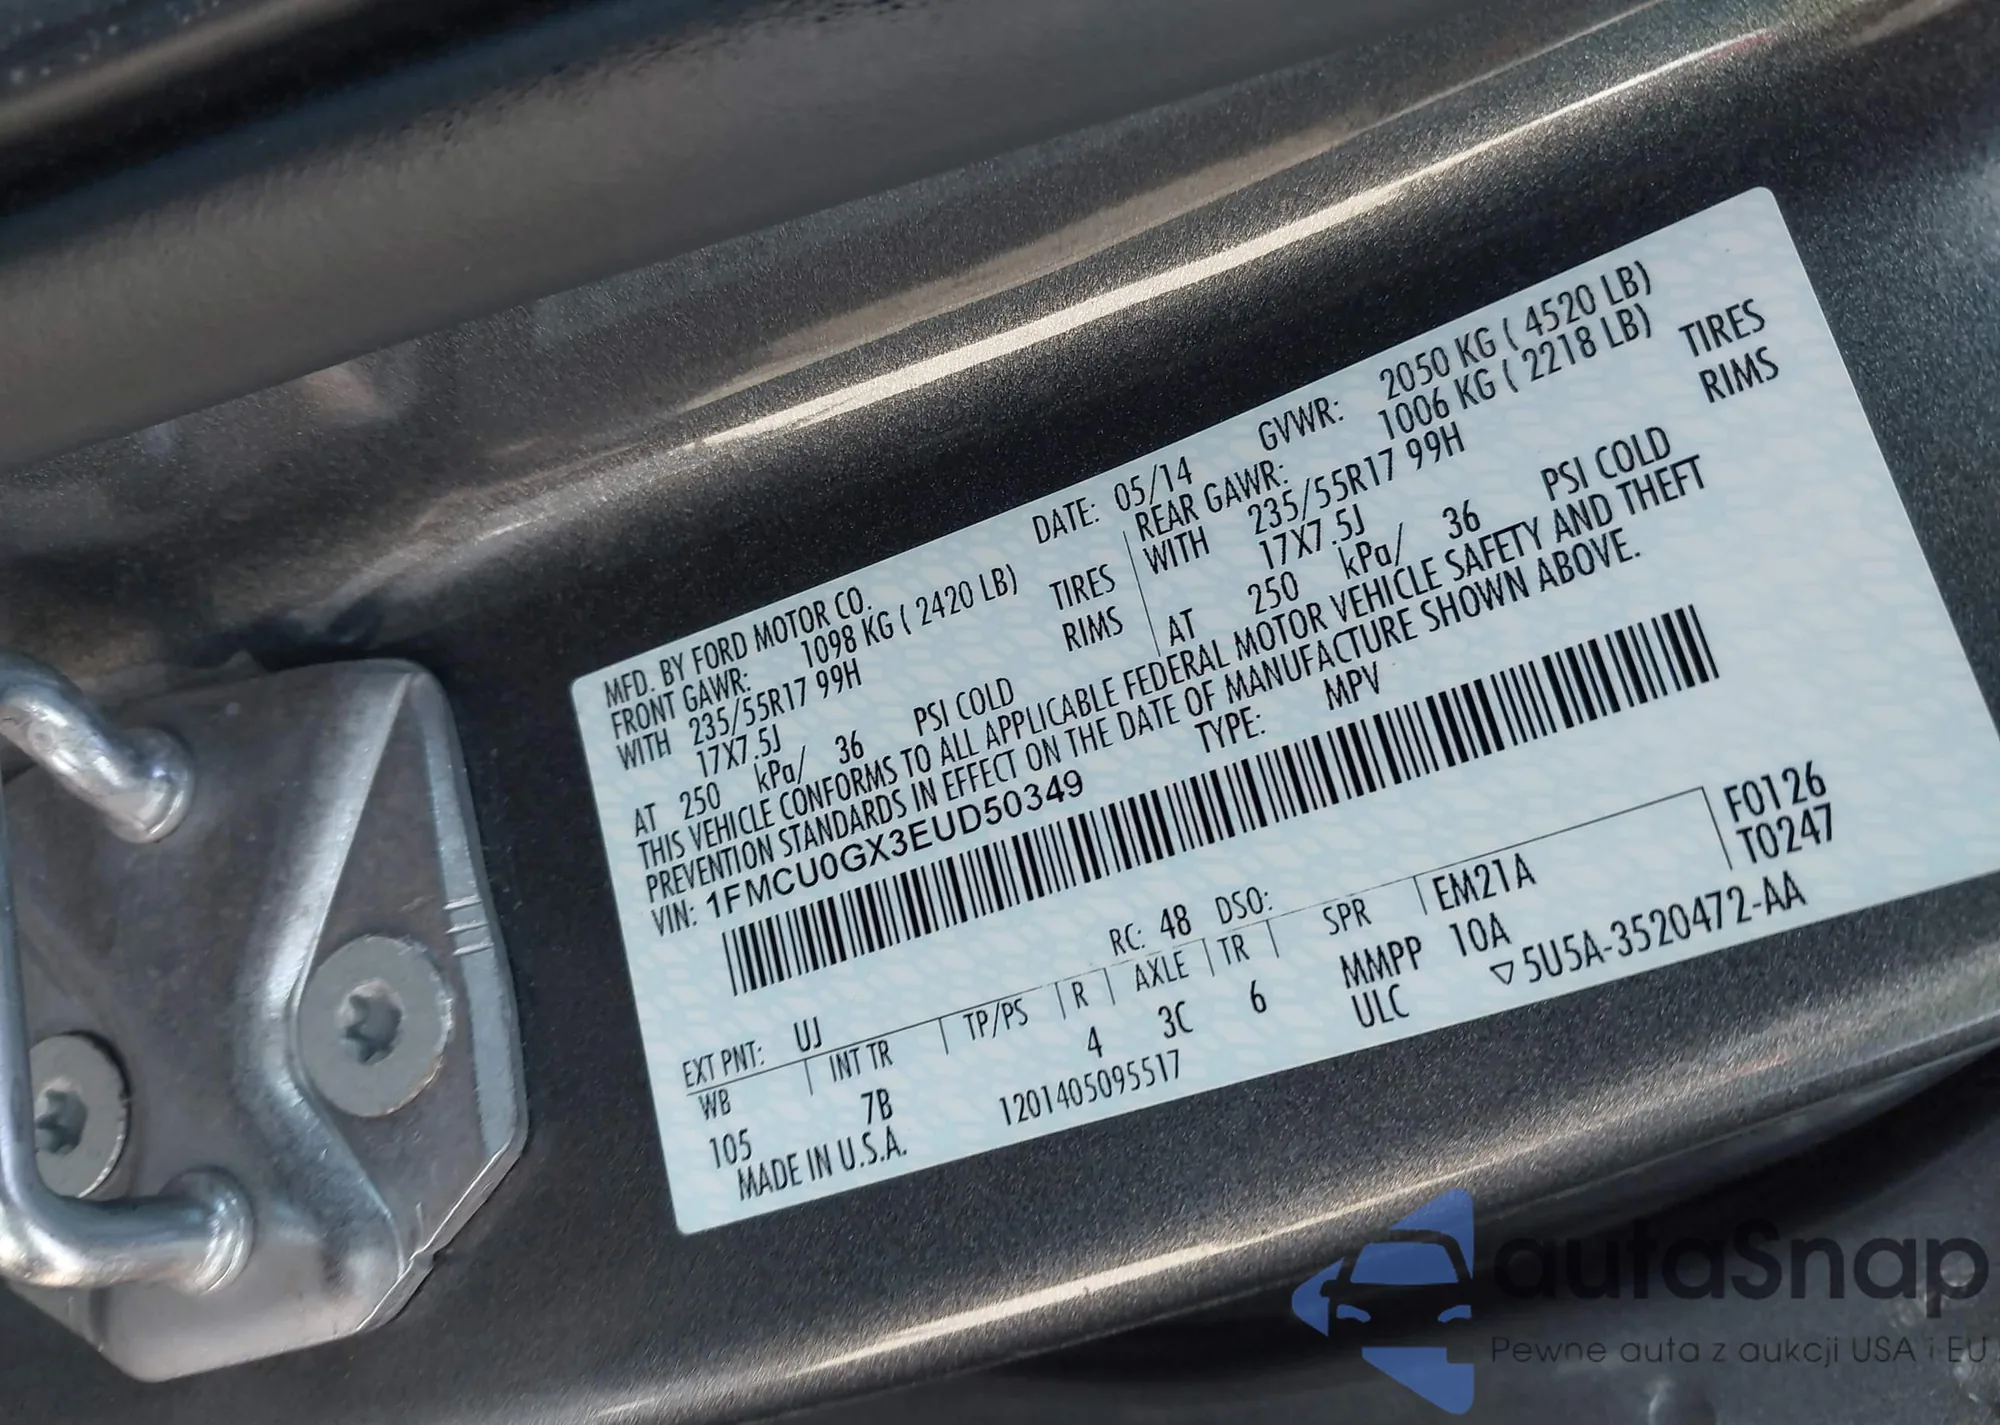 MFD. BY FORD MOTOR CO.
DATE: 05/14
GVWR: 2050 KG ( 4520 LB)
FRONT GAWR: 1098 KG ( 2420 LB)
REAR GAWR: 1006 KG ( 2218 LB)
WITH 235/55R17 99H TIRES
WITH 235/55R17 99H TIRES
17X7.5J RIMS
17X7.5J RIMS
AT 250 kPa/ 36 PSI COLD
AT 250 kPa/ 36 PSI COLD
THIS VEHICLE CONFORMS TO ALL APPLICABLE FEDERAL MOTOR VEHICLE SAFETY AND THEFT
PREVENTION STANDARDS IN EFFECT ON THE DATE OF MANUFACTURE SHOWN ABOVE.
VIN: 1FMCU0GX3EUD50349
TYPE: MPV
F0126
T0247
EXT PNT: UJ RC: 48 DSO:
WB INT TR TP/PS R AXLE TR SPR EM21A
105 7B 4 3C 6 MMPP 10A
ULC
MADE IN U.S.A.
1201405095517
▽5U5A-3520472-AA
autaSnap
Pewne auta z aukcji USA i EU